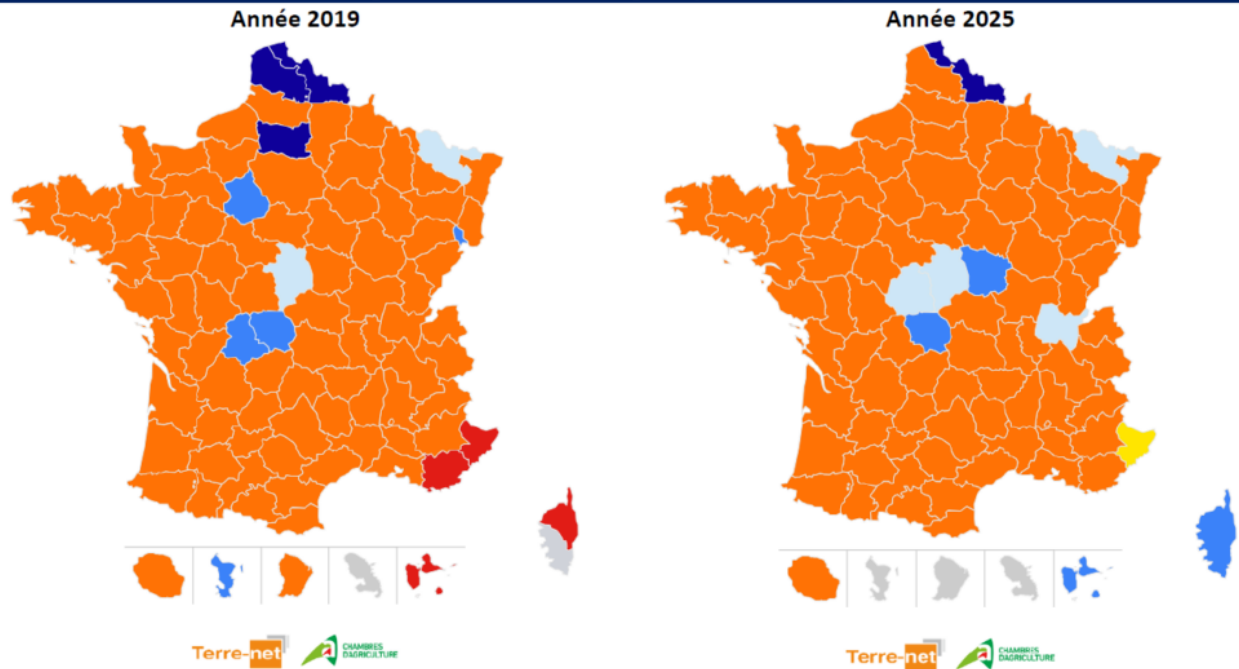 Année 2019
Année 2025
Terre-net
CHAMBRES
D'AGRICULTURE
Terre-net
CHAMBRES
D'AGRICULTURE